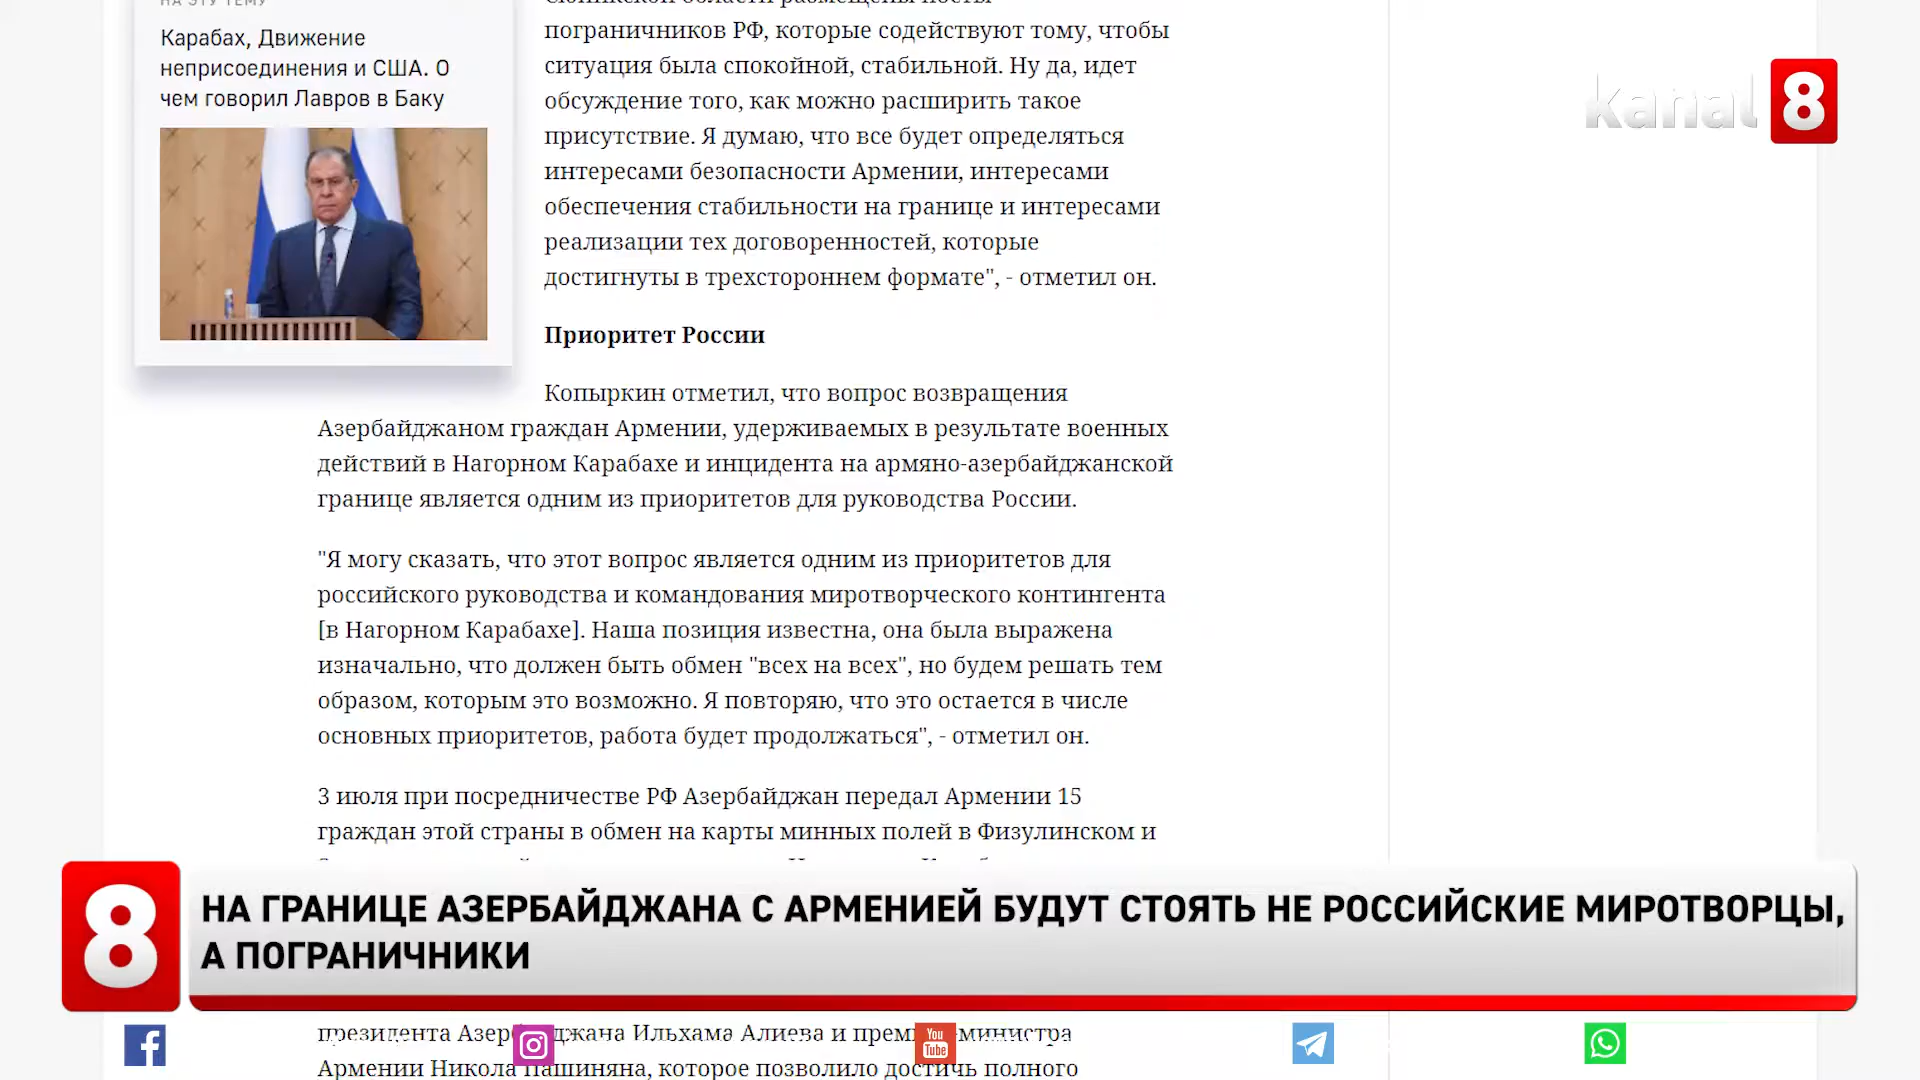 НА ЭТУ ТЕМУ
Карабах, Движение
неприсоединения и США. О
чем говорил Лавров в Баку
пограничников РФ, которые содействуют тому, чтобы
ситуация была спокойной, стабильной. Ну да, идет
обсуждение того, как можно расширить такое
присутствие. Я думаю, что все будет определяться
интересами безопасности Армении, интересами
обеспечения стабильности на границе и интересами
реализации тех договоренностей, которые
достигнуты в трехстороннем формате", - отметил он.
Приоритет России
Копыркин отметил, что вопрос возвращения
Азербайджаном граждан Армении, удерживаемых в результате военных
действий в Нагорном Карабахе и инцидента на армяно-азербайджанской
границе является одним из приоритетов для руководства России.
"Я могу сказать, что этот вопрос является одним из приоритетов для
российского руководства и командования миротворческого контингента
[в Нагорном Карабахе]. Наша позиция известна, она была выражена
изначально, что должен быть обмен "всех на всех", но будем решать тем
образом, которым это возможно. Я повторяю, что это остается в числе
основных приоритетов, работа будет продолжаться", - отметил он.
3 июля при посредничестве РФ Азербайджан передал Армении 15
граждан этой страны в обмен на карты минных полей в Физулинском и
kanal 8
8
НА ГРАНИЦЕ АЗЕРБАЙДЖАНА С АРМЕНИЕЙ БУДУТ СТОЯТЬ НЕ РОССИЙСКИЕ МИРОТВОРЦЫ,
А ПОГРАНИЧНИКИ
президента Ильхама Алиева и
Армении Никола Пашиняна, которое позволило достичь полного
You
Tube